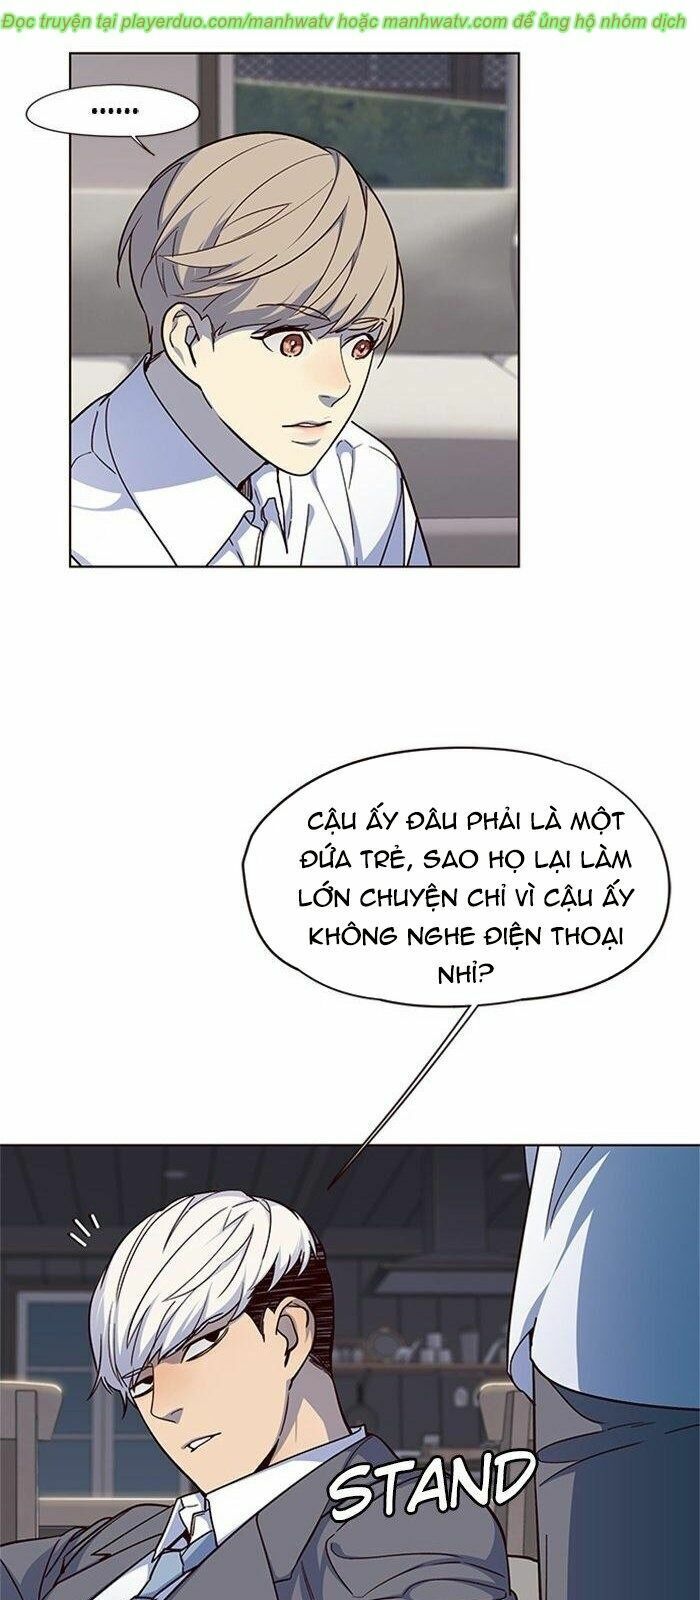 Đọc truyện tại playerduo.com/manhwatv hoặc manhwatv.com để ủng hộ nhóm dịch
......
CẬU ẤY ĐÂU PHẢI LÀ MỘT
ĐỨA TRẺ, SAO HỌ LẠI LÀM
LỚN CHUYỆN CHỈ VÌ CẬU ẤY
KHÔNG NGHE ĐIỆN THOẠI
NHỈ?
STAND